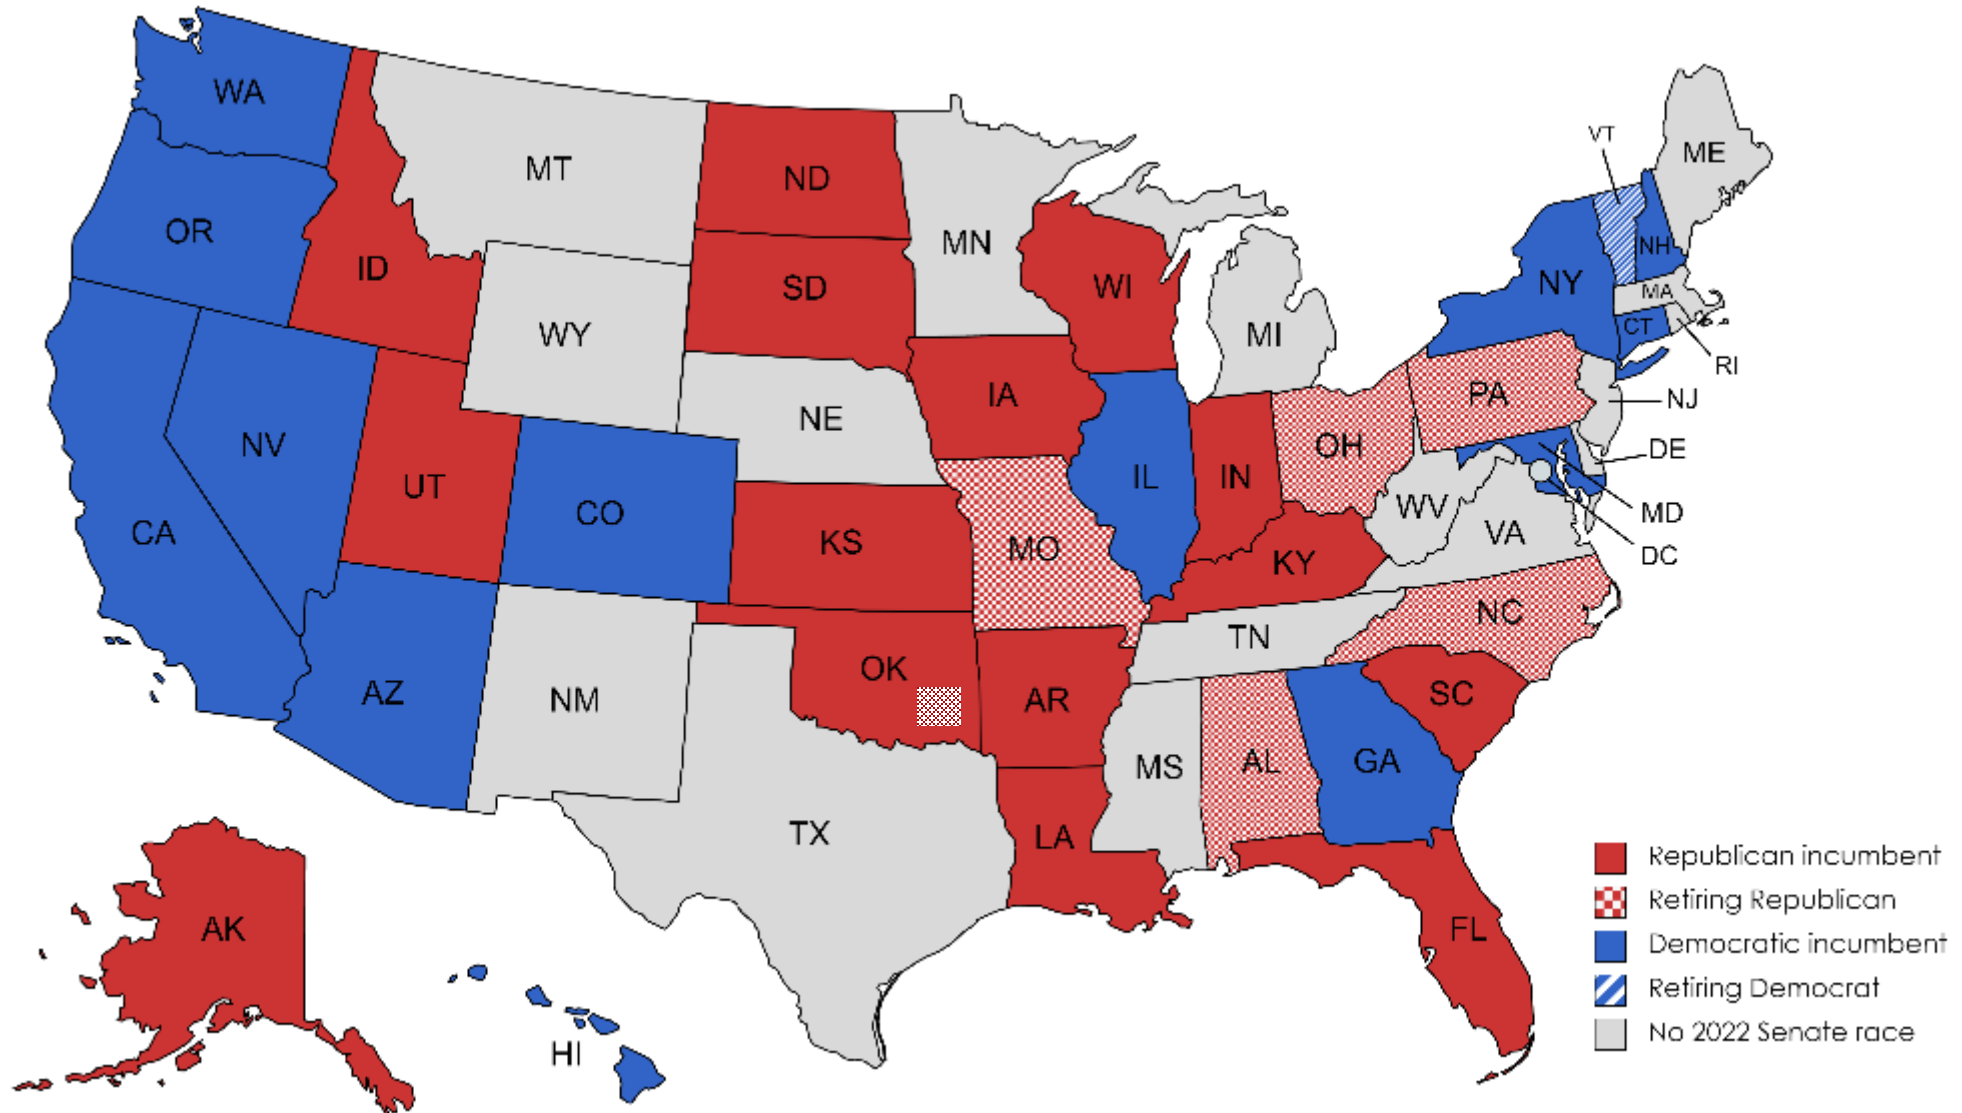 WA
OR
CA
NV
ID
MT
WY
UT
CO
AZ
NM
ND
SD
NE
KS
OK
TX
MN
IA
MO
AR
LA
WI
IL
MI
IN
OH
KY
TN
MS
AL
GA
FL
SC
NC
VA
WV
PA
NY
VT
NH
ME
MA
CT
RI
NJ
DE
MD
DC
AK
HI
Republican incumbent
Retiring Republican
Democratic incumbent
Retiring Democrat
No 2022 Senate race